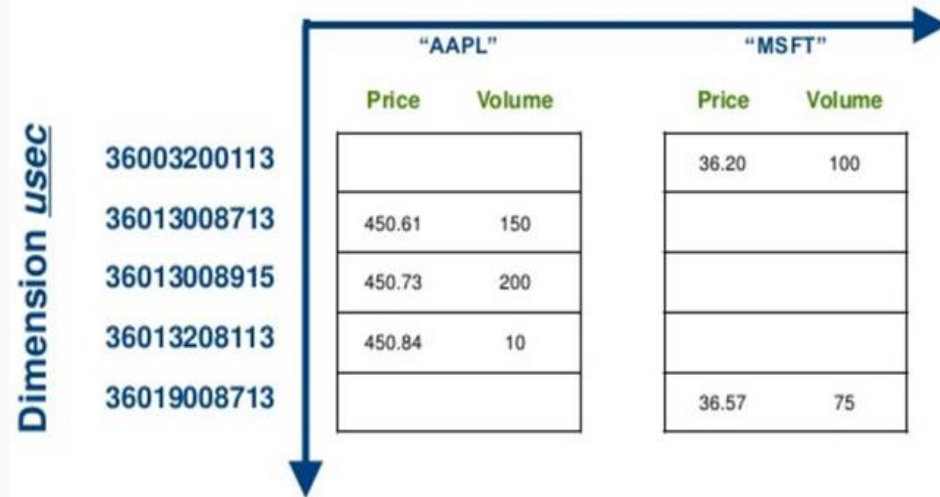 “AAPL” “MSFT”
Price Volume Price Volume
Dimension usec
36003200113 36.20 100
36013008713 450.61 150
36013008915 450.73 200
36013208113 450.84 10
36019008713 36.57 75